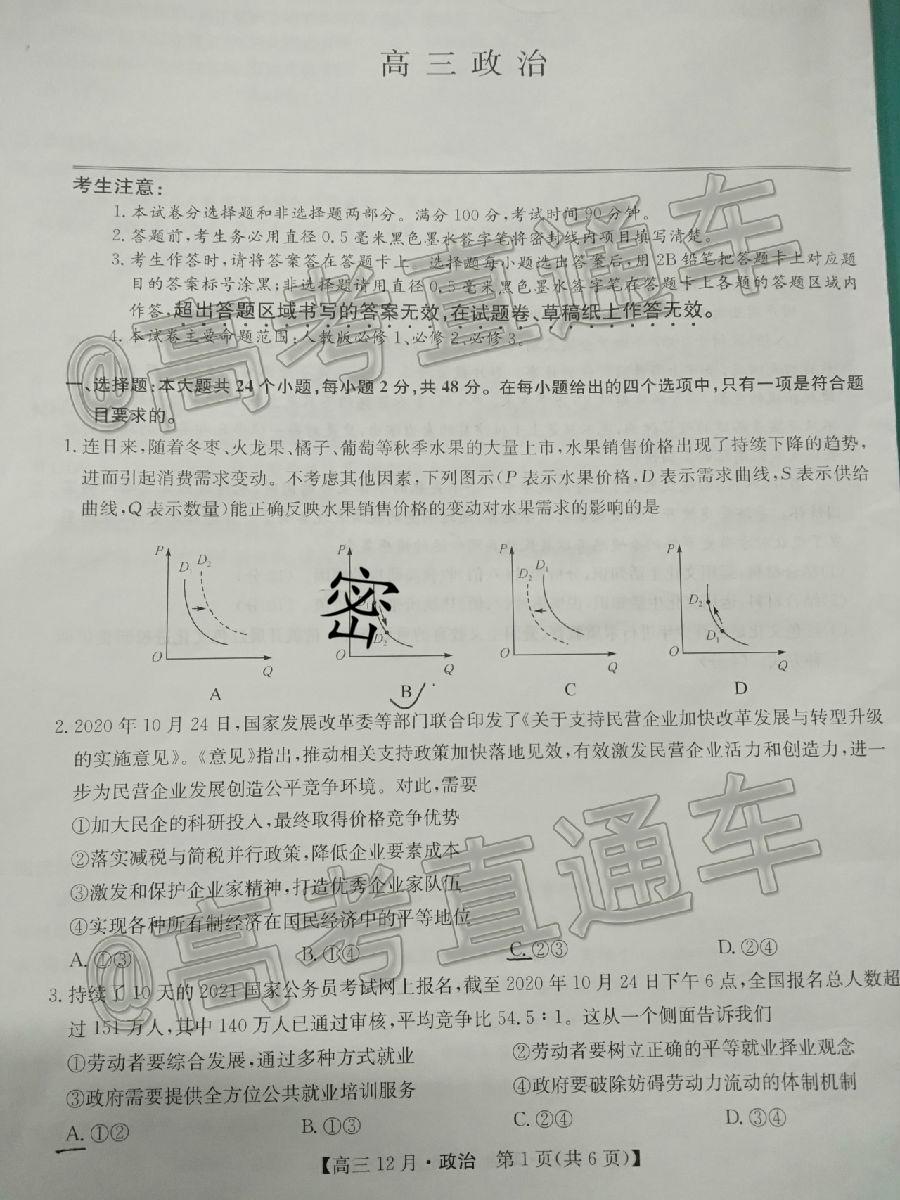 高三政治
考生注意:
1.本试卷分选择题和非选择题两部分。满分100分,考试时间90分钟。
2.答题前,考生务必用直径0.5毫米黑色墨水签字笔将密封线内项目填写清楚。
3.考生作答时,请将答案答在答题卡上。选择题每小题选出答案后,用2B铅笔把答题卡上对应题
目的答案标号涂黑;非选择题请用直径0.5毫米黑色墨水签字笔在答题卡上各题的答题区域内
作答,超出答题区域书写的答案无效,在试题卷、草稿纸上作答无效。
4.本试卷主要命题范围:人教版必修1、必修2、必修3。
@高考直通车
一、选择题:本大题共24个小题,每小题2分,共48分。在每小题给出的四个选项中,只有一项是符合题
目要求的。
1.连日来,随着冬枣、火龙果、橘子、葡萄等秋季水果的大量上市,水果销售价格出现了持续下降的趋势,
进而引起消费需求变动。不考虑其他因素,下列图示(P表示水果价格,D表示需求曲线,S表示供给
曲线,Q表示数量)能正确反映水果销售价格的变动对水果需求的影响的是
P D₁ D₂ O Q
P 密 D₂ O Q
P D₂ D₁ O Q
P D₂ D₁ O Q
A B C D
2.2020年10月24日,国家发展改革委等部门联合印发了《关于支持民营企业加快改革发展与转型升级
的实施意见》。《意见》指出,推动相关支持政策加快落地见效,有效激发民营企业活力和创造力,进一
步为民营企业发展创造公平竞争环境。对此,需要
①加大民企的科研投入,最终取得价格竞争优势
②落实减税与简税并行政策,降低企业要素成本
③激发和保护企业家精神,打造优秀企业家队伍
④实现各种所有制经济在国民经济中的平等地位
A.①③ B.①④ C.②③ D.②④
@高考直通车
3.持续了10天的2021国家公务员考试网上报名,截至2020年10月24日下午6点,全国报名总人数超
过151万人,其中140万人已通过审核,平均竞争比54.5∶1。这从一个侧面告诉我们
①劳动者要综合发展,通过多种方式就业 ②劳动者要树立正确的平等就业择业观念
③政府需要提供全方位公共就业培训服务 ④政府要破除妨碍劳动力流动的体制机制
A.①② B.①③ C.②④ D.③④
【高三12月·政治 第1页(共6页)】